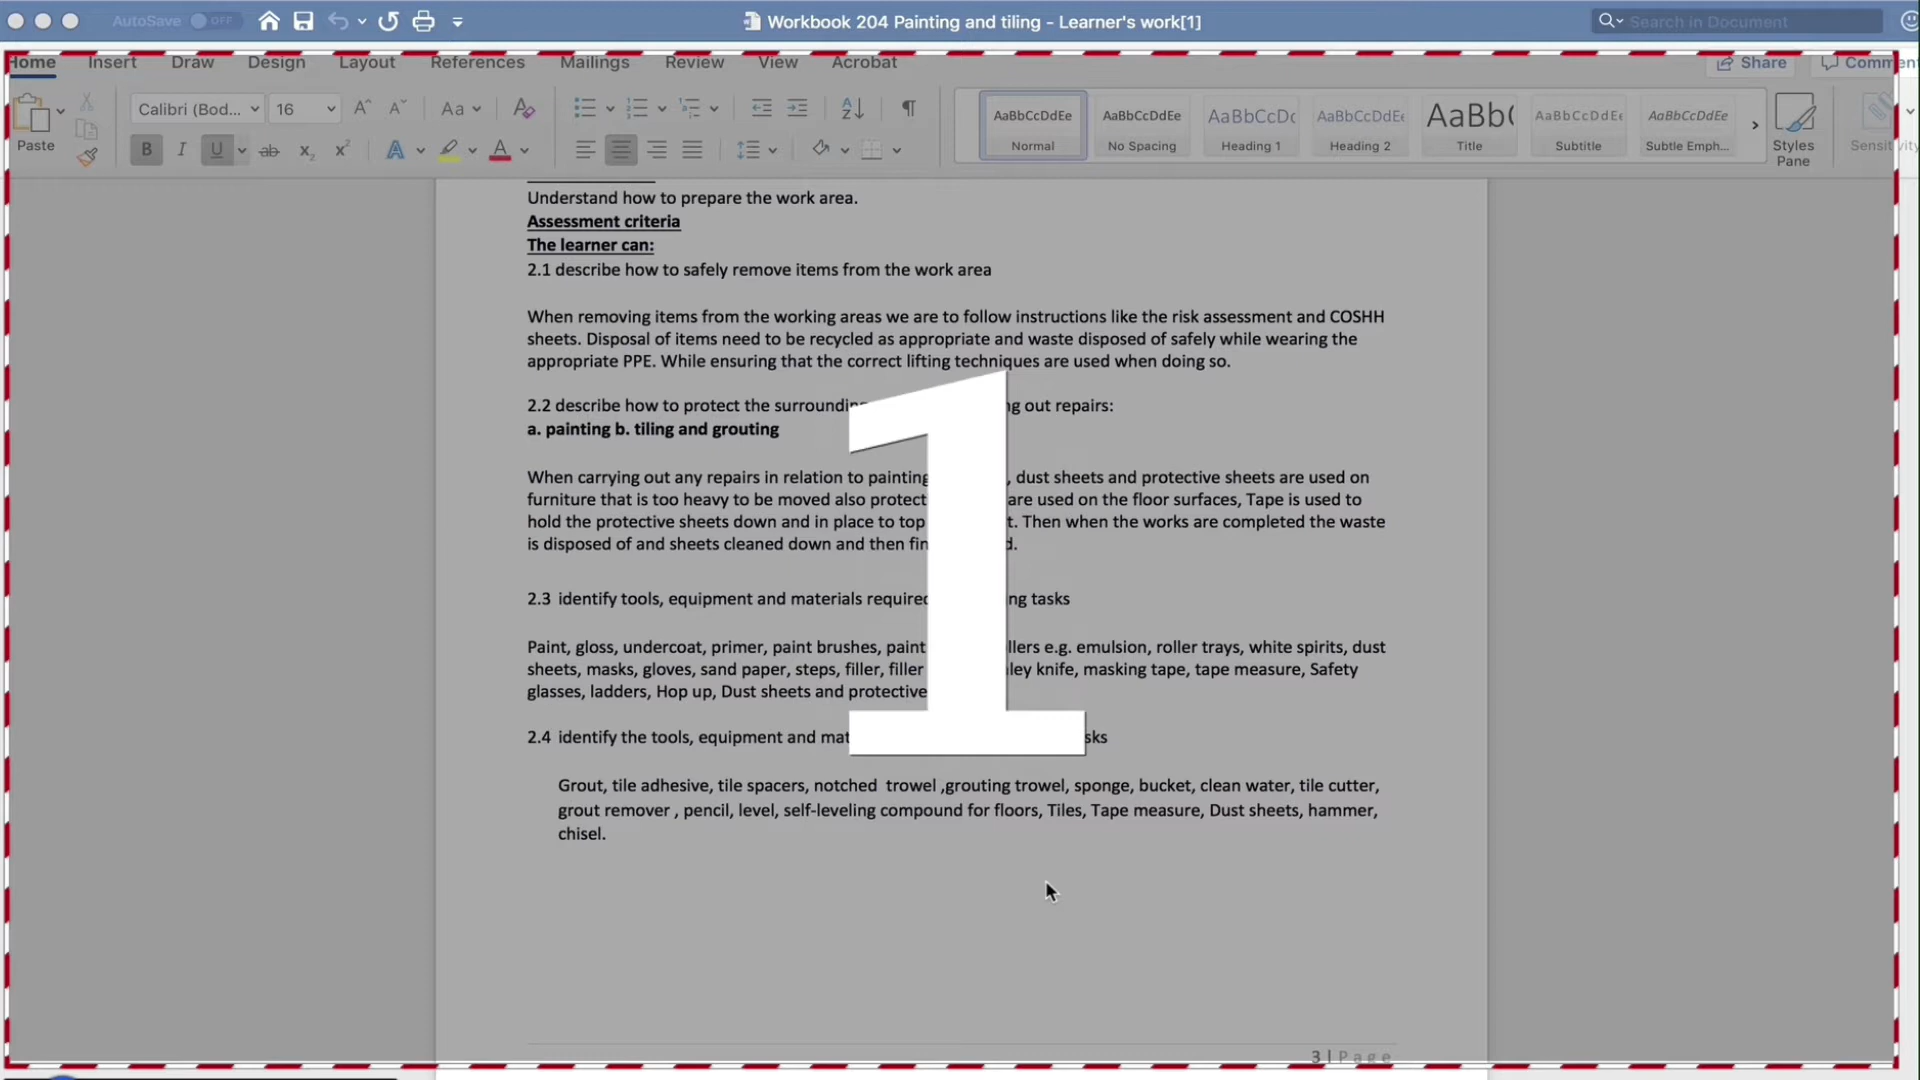 AutoSave OFF Workbook 204 Painting and tiling - Learner's work[1] Search in Document
Home Insert Draw Design Layout References Mailings Review View Acrobat Share Comment
Calibri (Bod... 16 Aa
Paste B I U ab x₂ x² A A
AaBbCcDdEe AaBbCcDdEe AaBbCcDc AaBbCcDdEe AaBb( AaBbCcDdEe AaBbCcDdEe
Normal No Spacing Heading 1 Heading 2 Title Subtitle Subtle Emph... Styles Pane Sensitivity
Understand how to prepare the work area.
Assessment criteria
The learner can:
2.1 describe how to safely remove items from the work area
When removing items from the working areas we are to follow instructions like the risk assessment and COSHH
sheets. Disposal of items need to be recycled as appropriate and waste disposed of safely while wearing the
appropriate PPE. While ensuring that the correct lifting techniques are used when doing so.
2.2 describe how to protect the out repairs:
a. painting b. tiling and grouting
When carrying out any repairs in relation to painting , dust sheets and protective sheets are used on
furniture that is too heavy to be moved also are used on the floor surfaces, Tape is used to
hold the protective sheets down and in place to top Then when the works are completed the waste
is disposed of and sheets cleaned down and then
2.3 identify tools, equipment and materials required tasks
Paint, gloss, undercoat, primer, paint brushes, paint e.g. emulsion, roller trays, white spirits, dust
sheets, masks, gloves, sand paper, steps, filler, filler knife, masking tape, tape measure, Safety
glasses, ladders, Hop up, Dust sheets and protective
2.4 identify the tools, equipment and
1
Grout, tile adhesive, tile spacers, notched trowel ,grouting trowel, sponge, bucket, clean water, tile cutter,
grout remover , pencil, level, self-leveling compound for floors, Tiles, Tape measure, Dust sheets, hammer,
chisel.
3 | Page